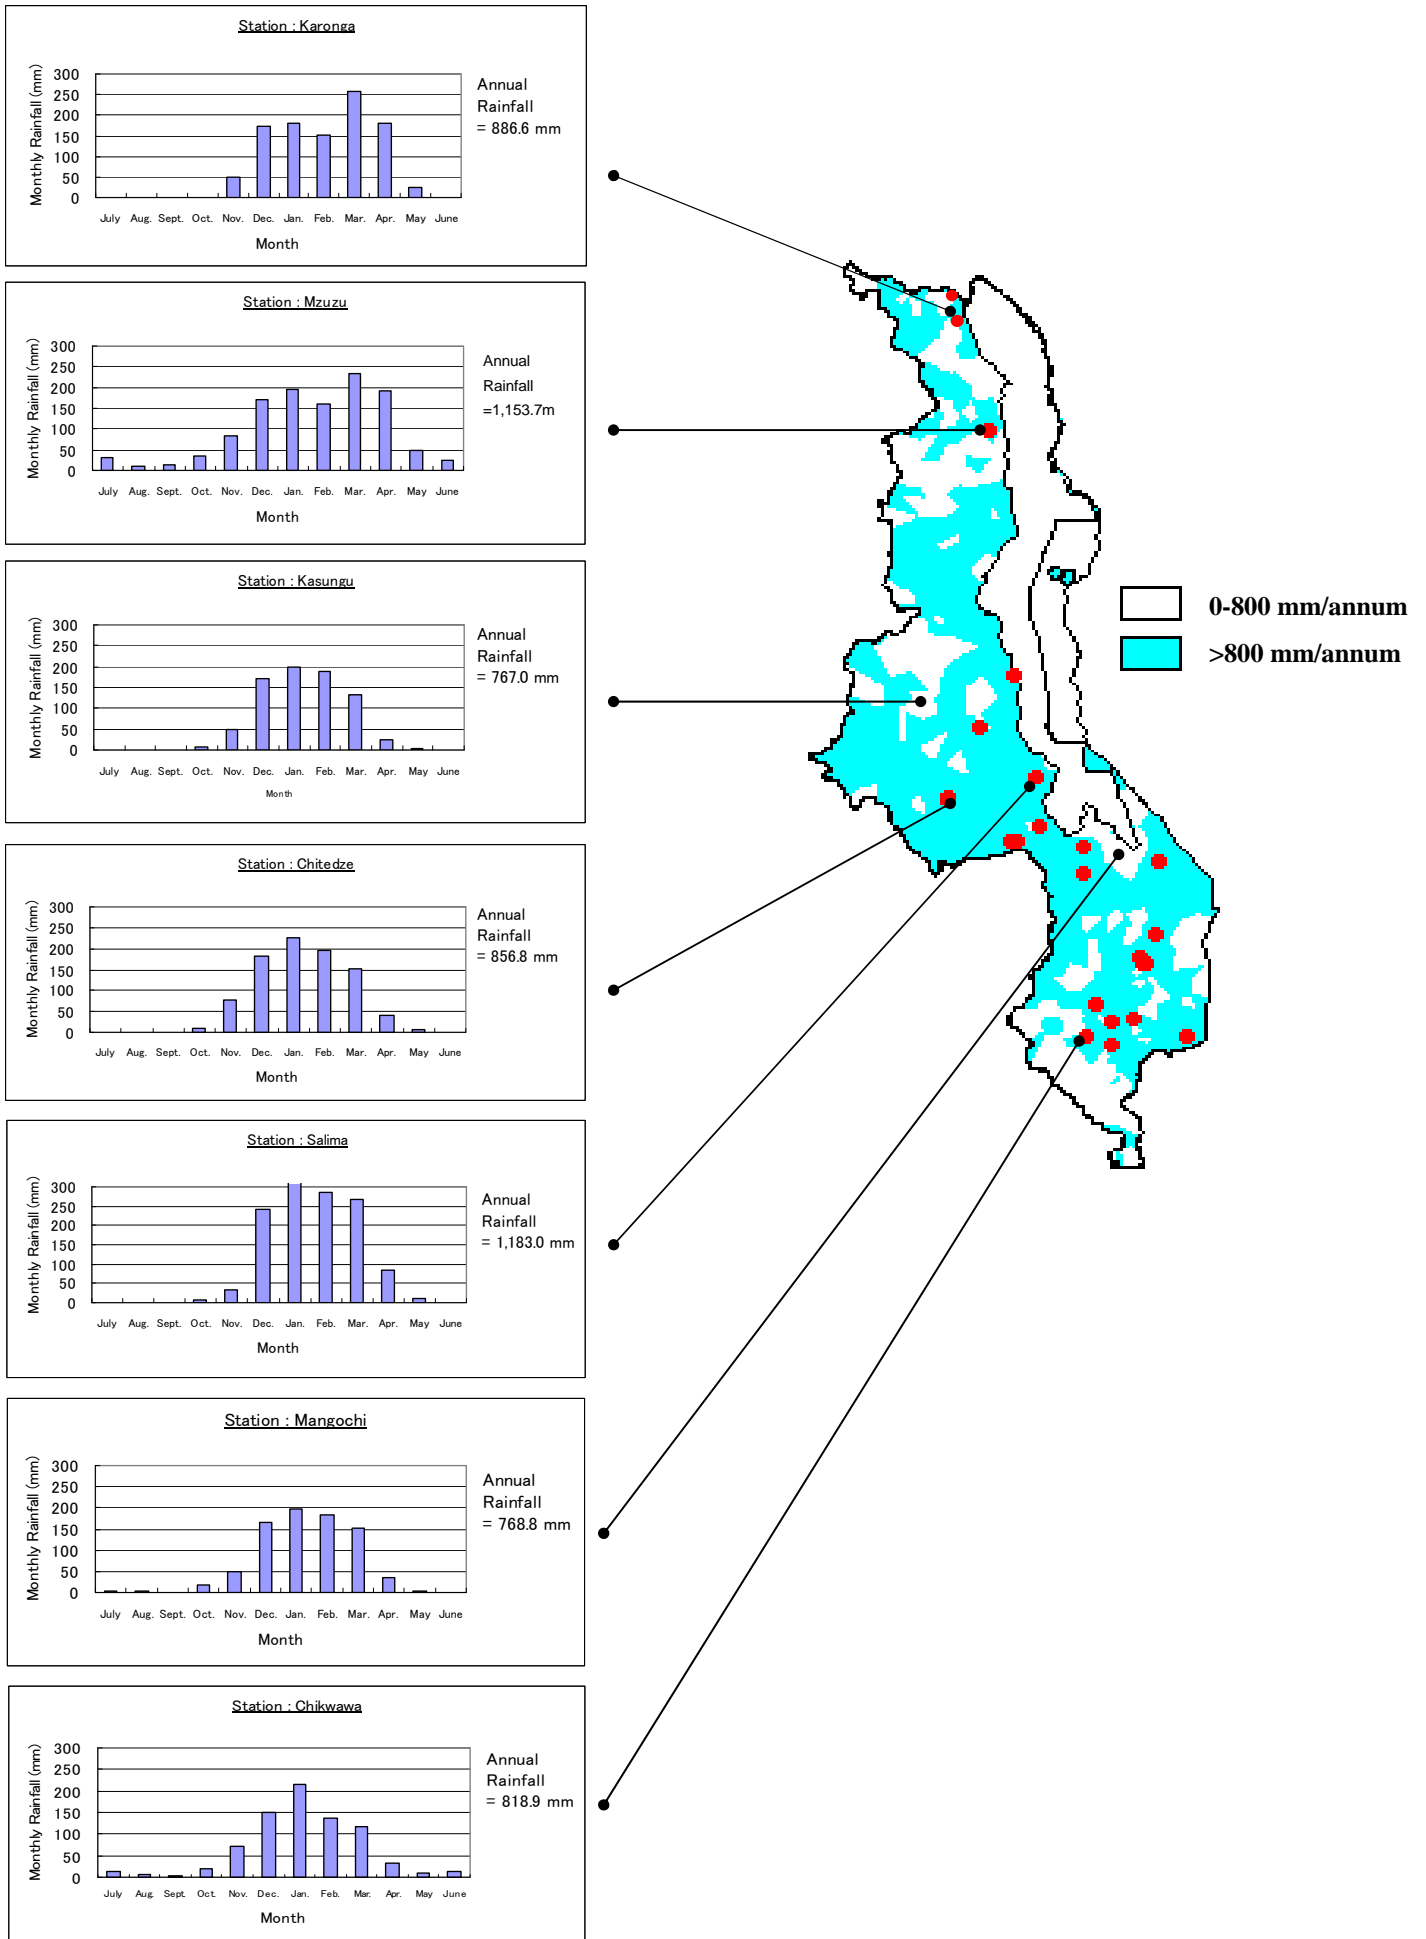 Station : Karonga
Monthly Rainfall (mm)
300
250
200
150
100
50
0
July Aug. Sept. Oct. Nov. Dec. Jan. Feb. Mar. Apr. May June
Month
Annual
Rainfall
= 886.6 mm
Station : Mzuzu
Monthly Rainfall (mm)
300
250
200
150
100
50
0
July Aug. Sept. Oct. Nov. Dec. Jan. Feb. Mar. Apr. May June
Month
Annual
Rainfall
=1,153.7m
Station : Kasungu
Monthly Rainfall (mm)
300
250
200
150
100
50
0
July Aug. Sept. Oct. Nov. Dec. Jan. Feb. Mar. Apr. May June
Month
Annual
Rainfall
= 767.0 mm
Station : Chitedze
Monthly Rainfall (mm)
300
250
200
150
100
50
0
July Aug. Sept. Oct. Nov. Dec. Jan. Feb. Mar. Apr. May June
Month
Annual
Rainfall
= 856.8 mm
Station : Salima
Monthly Rainfall (mm)
300
250
200
150
100
50
0
July Aug. Sept. Oct. Nov. Dec. Jan. Feb. Mar. Apr. May June
Month
Annual
Rainfall
= 1,183.0 mm
Station : Mangochi
Monthly Rainfall (mm)
300
250
200
150
100
50
0
July Aug. Sept. Oct. Nov. Dec. Jan. Feb. Mar. Apr. May June
Month
Annual
Rainfall
= 768.8 mm
Station : Chikwawa
Monthly Rainfall (mm)
300
250
200
150
100
50
0
July Aug. Sept Oct. Nov. Dec. Jan. Feb. Mar. Apr. May June
Month
Annual
Rainfall
= 818.9 mm
0-800 mm/annum
>800 mm/annum